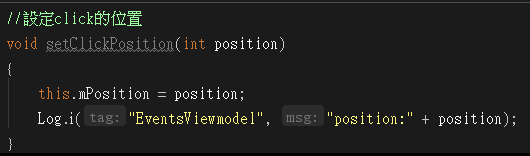 //設定click的位置
void setClickPosition(int position)
{
this.mPosition = position;
Log.i( tag: "EventsViewmodel", msg: "position:" + position);
}